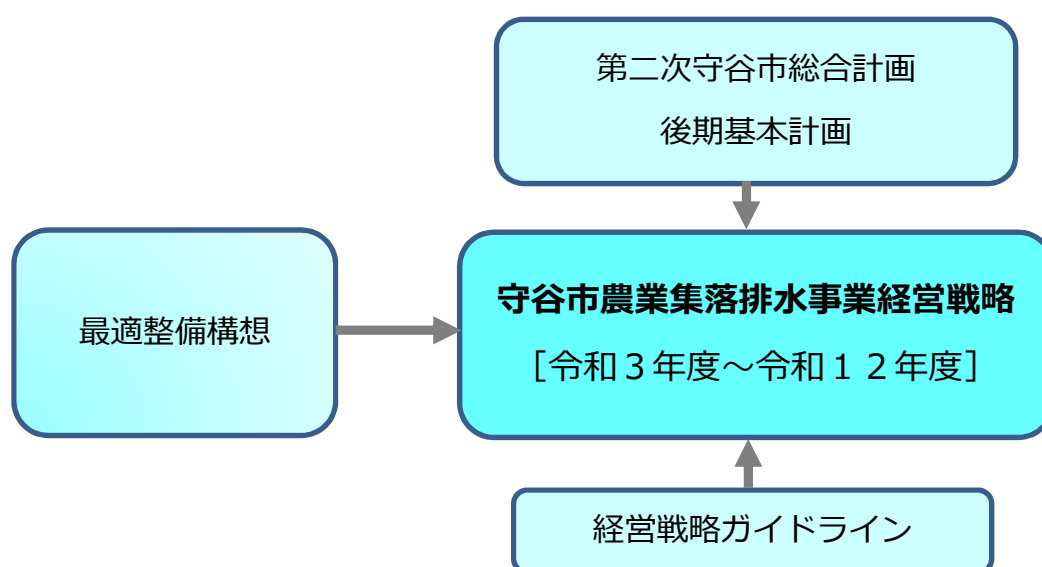 第二次守谷市総合計画
後期基本計画
最適整備構想
守谷市農業集落排水事業経営戦略
［令和３年度～令和１２年度］
経営戦略ガイドライン